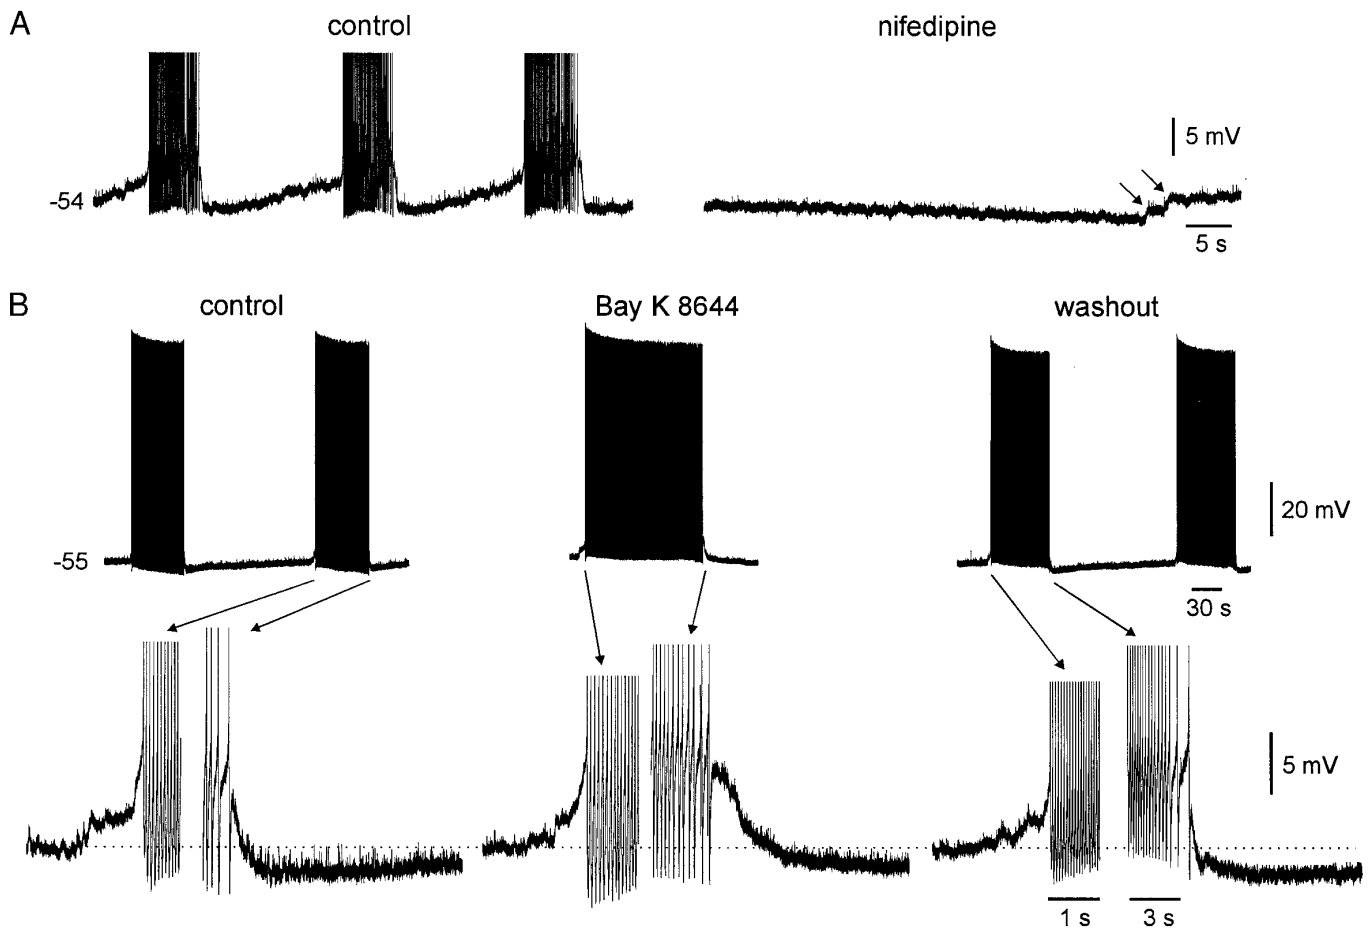 A
control
nifedipine
5 mV
-54
5 s
B
control
Bay K 8644
washout
20 mV
-55
30 s
5 mV
1 s
3 s